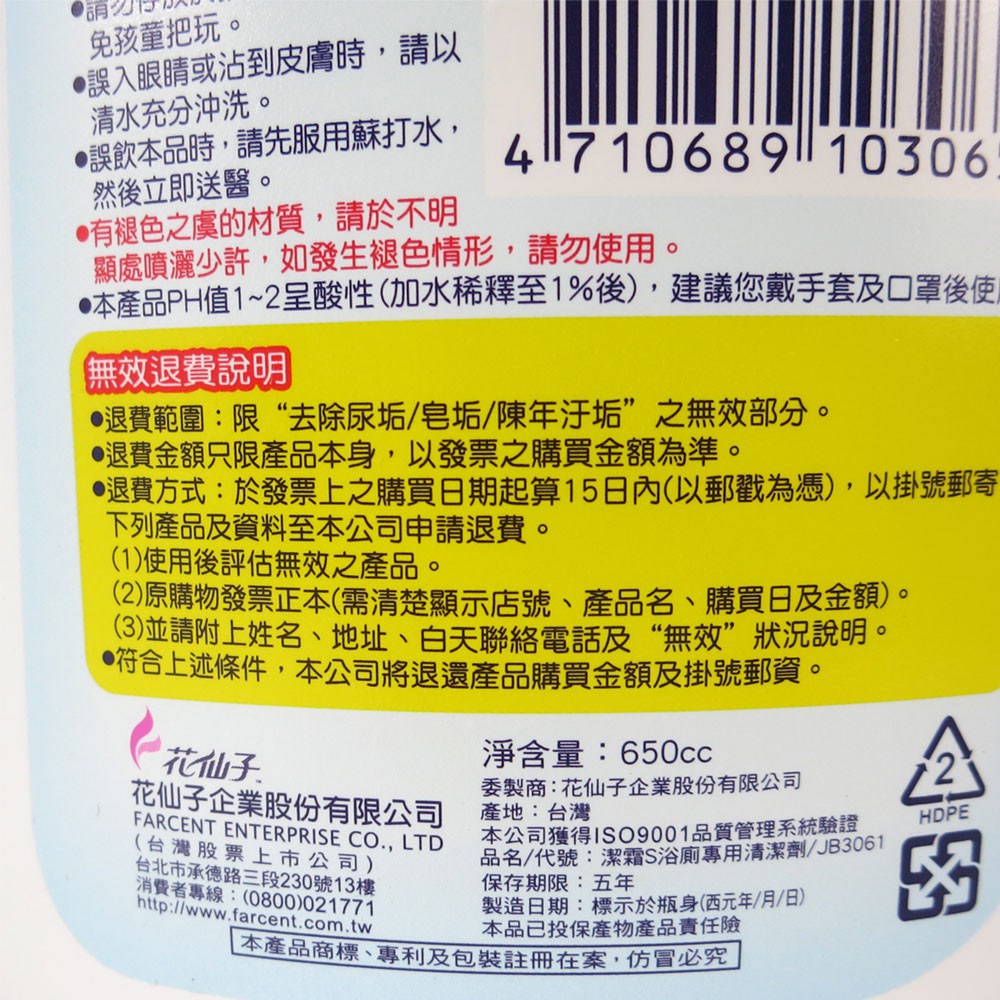 ●請勿存放於
免孩童把玩。
●誤入眼睛或沾到皮膚時，請以
清水充分沖洗。
●誤飲本品時，請先服用蘇打水，
然後立即送醫。
●有褪色之虞的材質，請於不明
顯處噴灑少許，如發生褪色情形，請勿使用。
●本產品PH值1~2呈酸性(加水稀釋至1%後)，建議您戴手套及口罩後使
4 710689 10306
無效退費說明
●退費範圍：限“去除尿垢/皂垢/陳年汙垢”之無效部分。
●退費金額只限產品本身，以發票之購買金額為準。
●退費方式：於發票上之購買日期起算15日內(以郵戳為憑)，以掛號郵寄
下列產品及資料至本公司申請退費。
(1)使用後評估無效之產品。
(2)原購物發票正本(需清楚顯示店號、產品名、購買日及金額)。
(3)並請附上姓名、地址、白天聯絡電話及“無效”狀況說明。
●符合上述條件，本公司將退還產品購買金額及掛號郵資。
花仙子
花仙子企業股份有限公司
FARCENT ENTERPRISE CO., LTD
(台灣股票上市公司)
台北市承德路三段230號13樓
消費者專線：(0800)021771
http://www.farcent.com.tw
淨含量：650cc
委製商：花仙子企業股份有限公司
產地：台灣
本公司獲得ISO9001品質管理系統驗證
品名/代號：潔霜S浴廁專用清潔劑/JB3061
保存期限：五年
製造日期：標示於瓶身(西元年/月/日)
本品已投保產物產品責任險
2
HDPE
本產品商標、專利及包裝註冊在案，仿冒必究